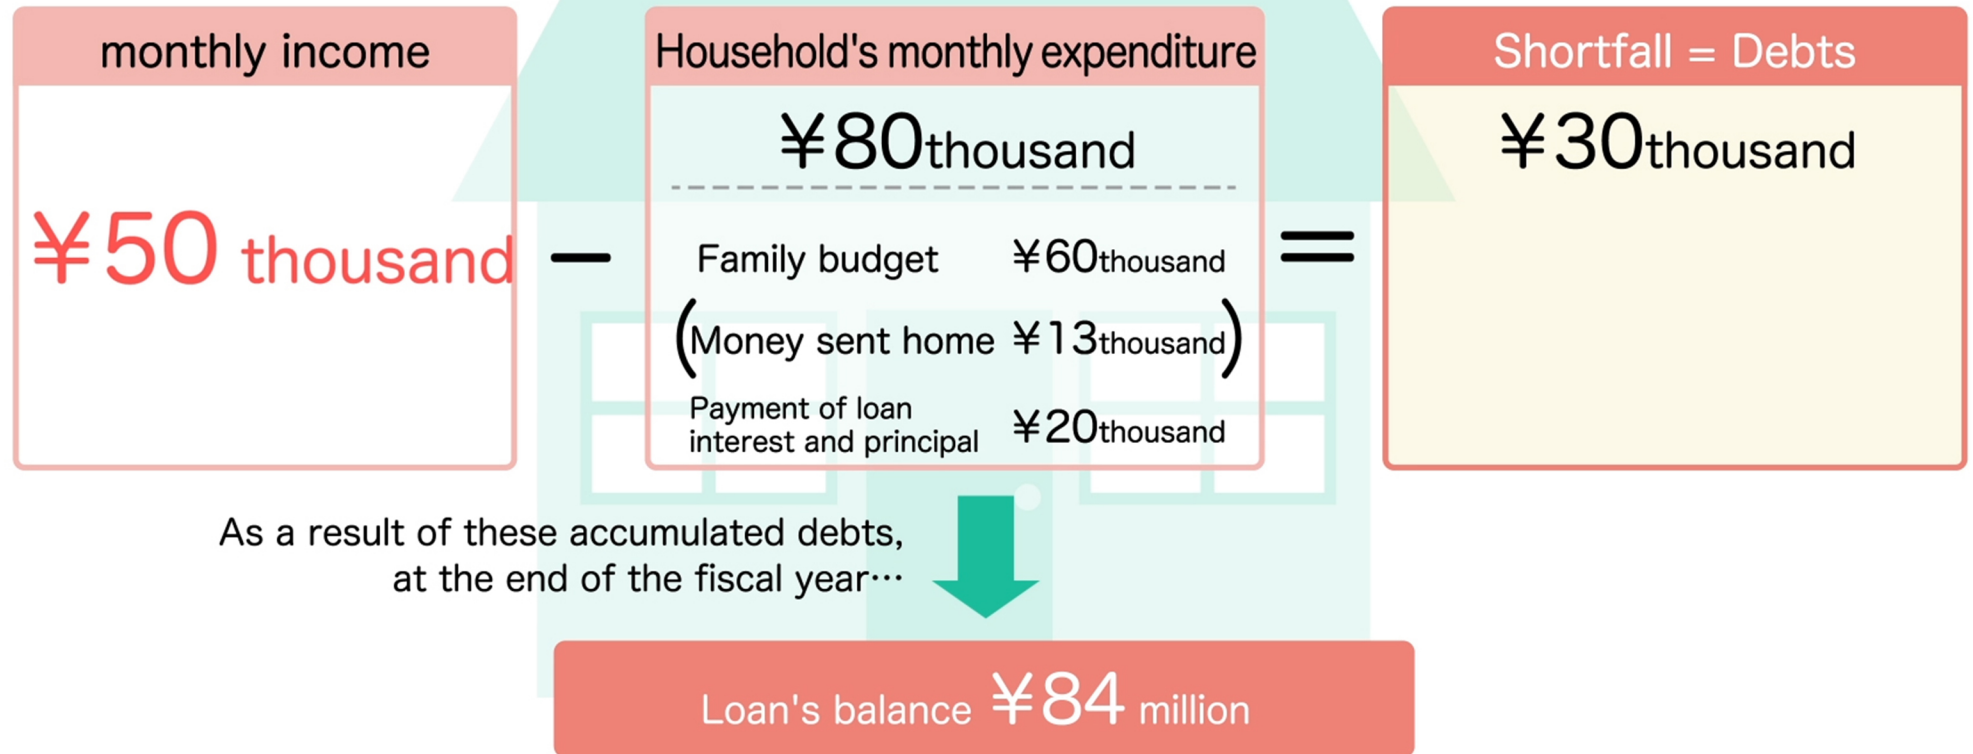 monthly income
¥50 thousand
−
Household's monthly expenditure
¥80thousand
Family budget ¥60thousand
(Money sent home ¥13thousand)
Payment of loan
interest and principal ¥20thousand
=
Shortfall = Debts
¥30thousand
As a result of these accumulated debts,
at the end of the fiscal year…
Loan's balance ¥84 million